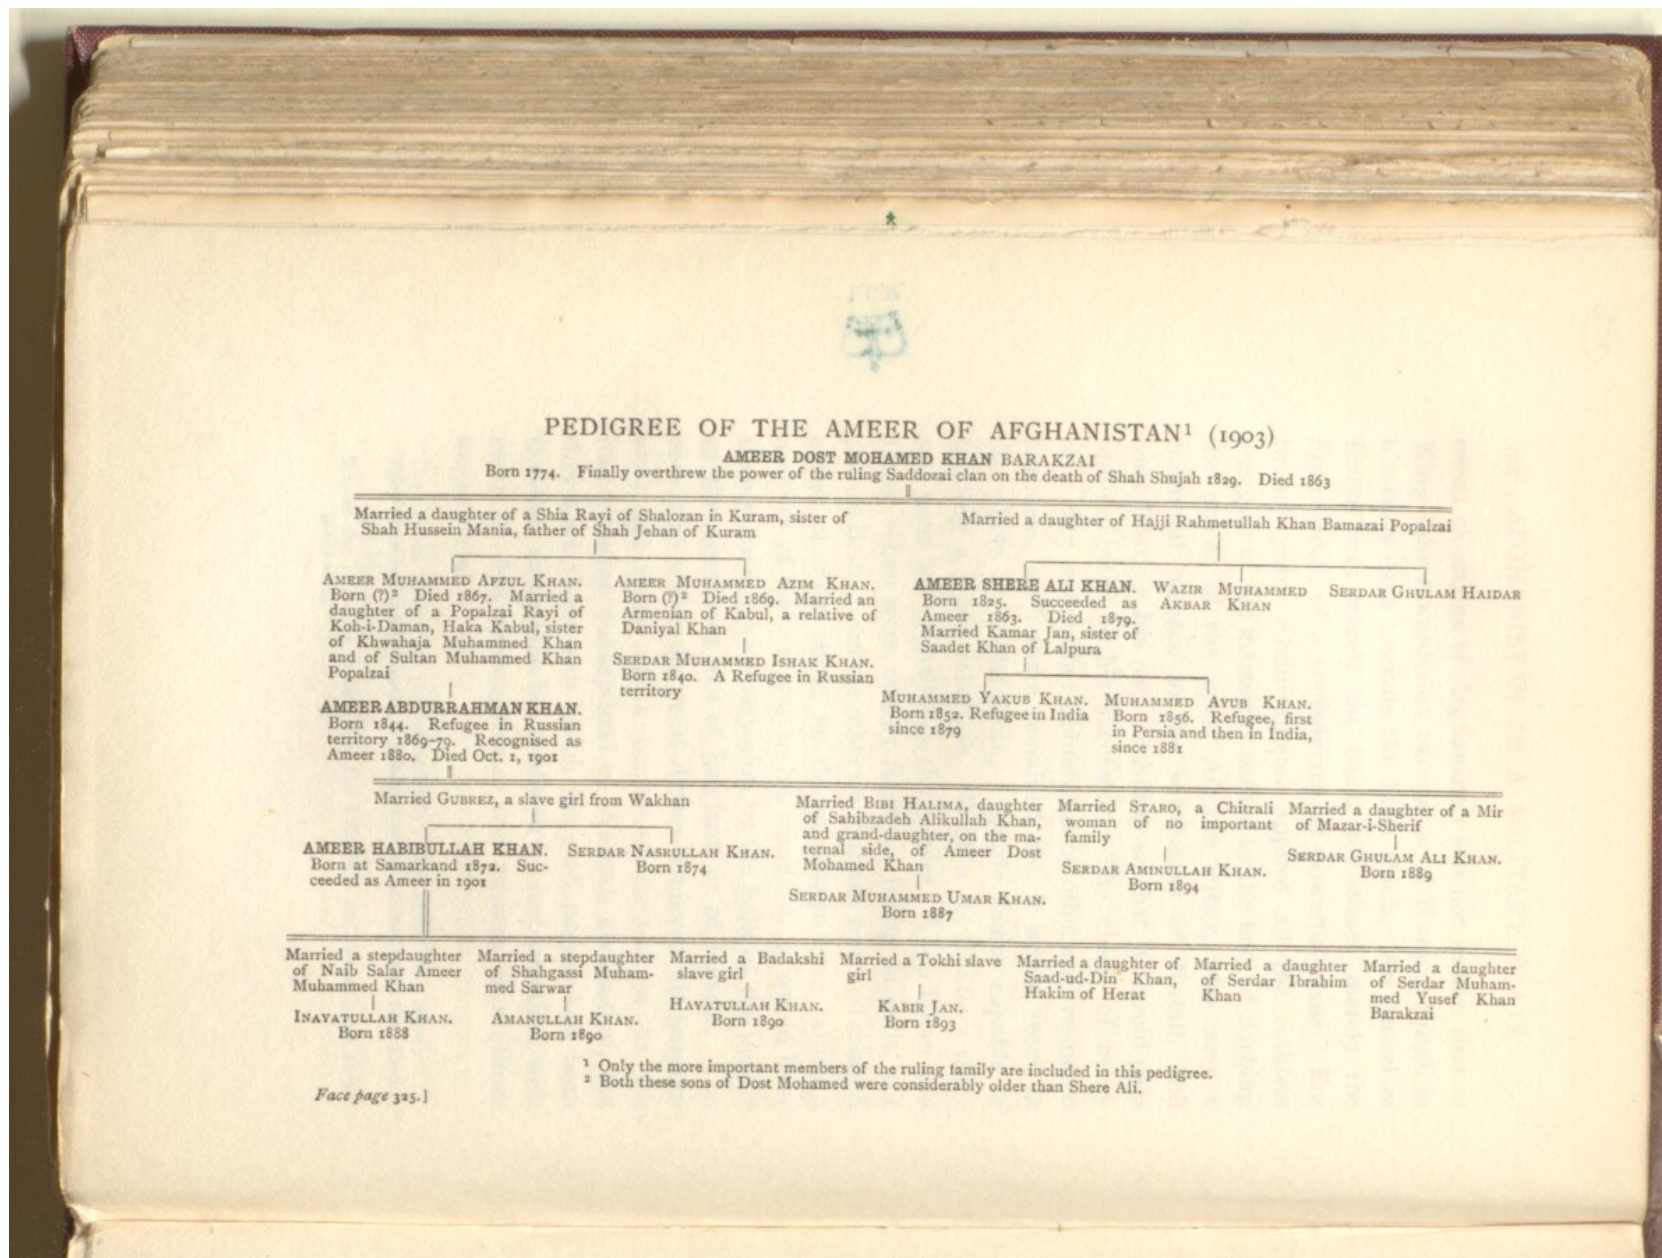 PEDIGREE OF THE AMEER OF AFGHANISTAN¹ (1903)
AMEER DOST MOHAMED KHAN BARAKZAI
Born 1774. Finally overthrew the power of the ruling Saddozai clan on the death of Shah Shujah 1829. Died 1863
Married a daughter of a Shia Rayi of Shalozan in Kuram, sister of
Shah Hussein Mania, father of Shah Jehan of Kuram
Married a daughter of Hajji Rahmetullah Khan Bamazai Popalzai
AMEER MUHAMMED AFZUL KHAN.
Born (?)² Died 1867. Married a
daughter of a Popalzai Rayi of
Koh-i-Daman, Haka Kabul, sister
of Khwahaja Muhammed Khan
and of Sultan Muhammed Khan
Popalzai
AMEER MUHAMMED AZIM KHAN.
Born (?)² Died 1869. Married an
Armenian of Kabul, a relative of
Daniyal Khan
SERDAR MUHAMMED ISHAK KHAN.
Born 1840. A Refugee in Russian
territory
AMEER SHERE ALI KHAN.
Born 1825. Succeeded as
Ameer 1863. Died 1879.
Married Kamar Jan, sister of
Saadet Khan of Lalpura
WAZIR MUHAMMED
AKBAR KHAN
SERDAR GHULAM HAIDAR
MUHAMMED YAKUB KHAN.
Born 1852. Refugee in India
since 1879
MUHAMMED AYUB KHAN.
Born 1856. Refugee, first
in Persia and then in India,
since 1881
AMEER ABDURRAHMAN KHAN.
Born 1844. Refugee in Russian
territory 1869-79. Recognised as
Ameer 1880. Died Oct. 1, 1901
Married GUBREZ, a slave girl from Wakhan
AMEER HABIBULLAH KHAN.
Born at Samarkand 1872. Suc-
ceeded as Ameer in 1901
SERDAR NASRULLAH KHAN.
Born 1874
Married BIBI HALIMA, daughter
of Sahibzadeh Alikullah Khan,
and grand-daughter, on the ma-
ternal side, of Ameer Dost
Mohamed Khan
SERDAR MUHAMMED UMAR KHAN.
Born 1887
Married STARO, a Chitrali
woman of no important
family
SERDAR AMINULLAH KHAN.
Born 1894
Married a daughter of a Mir
of Mazar-i-Sherif
SERDAR GHULAM ALI KHAN.
Born 1889
Married a stepdaughter
of Naib Salar Ameer
Muhammed Khan
INAYATULLAH KHAN.
Born 1888
Married a stepdaughter
of Shahgassi Muham-
med Sarwar
AMANULLAH KHAN.
Born 1890
Married a Badakshi
slave girl
HAYATULLAH KHAN.
Born 1890
Married a Tokhi slave
girl
KABIR JAN.
Born 1893
Married a daughter of
Saad-ud-Din Khan,
Hakim of Herat
Married a daughter
of Serdar Ibrahim
Khan
Married a daughter
of Serdar Muham-
med Yusef Khan
Barakzai
¹ Only the more important members of the ruling family are included in this pedigree.
² Both these sons of Dost Mohamed were considerably older than Shere Ali.
Face page 325.]